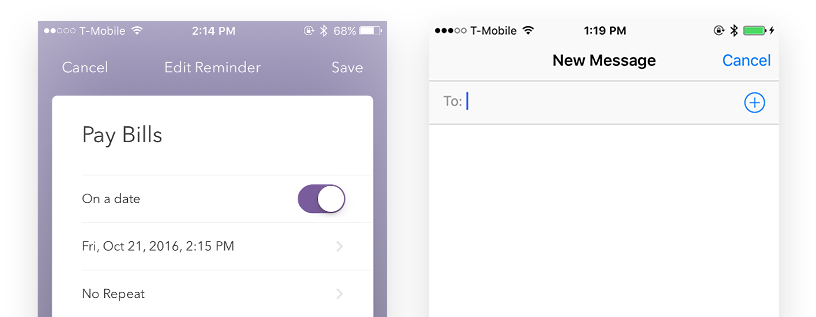 T-Mobile 2:14 PM 68%
Cancel Edit Reminder Save
Pay Bills
On a date
Fri, Oct 21, 2016, 2:15 PM
No Repeat
T-Mobile 1:19 PM
New Message Cancel
To: